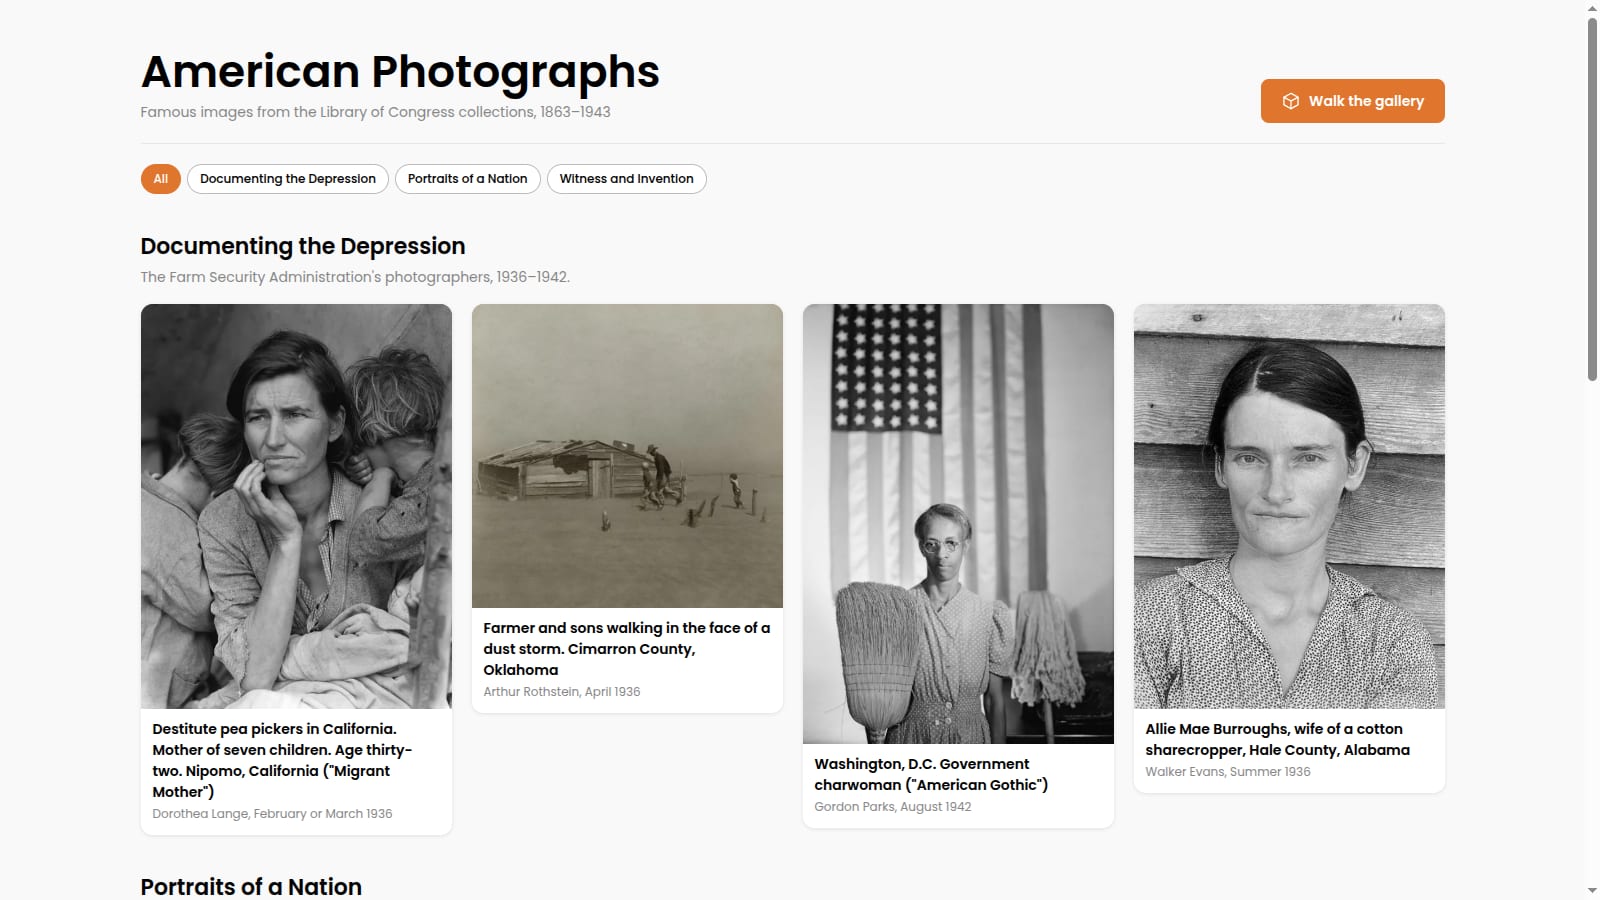 American Photographs
Famous images from the Library of Congress collections, 1863–1943
Walk the gallery
All
Documenting the Depression
Portraits of a Nation
Witness and Invention
Documenting the Depression
The Farm Security Administration's photographers, 1936–1942.
Destitute pea pickers in California.
Mother of seven children. Age thirty-
two. Nipomo, California ("Migrant
Mother")
Dorothea Lange, February or March 1936
Farmer and sons walking in the face of a
dust storm. Cimarron County,
Oklahoma
Arthur Rothstein, April 1936
Washington, D.C. Government
charwoman ("American Gothic")
Gordon Parks, August 1942
Allie Mae Burroughs, wife of a cotton
sharecropper, Hale County, Alabama
Walker Evans, Summer 1936
Portraits of a Nation